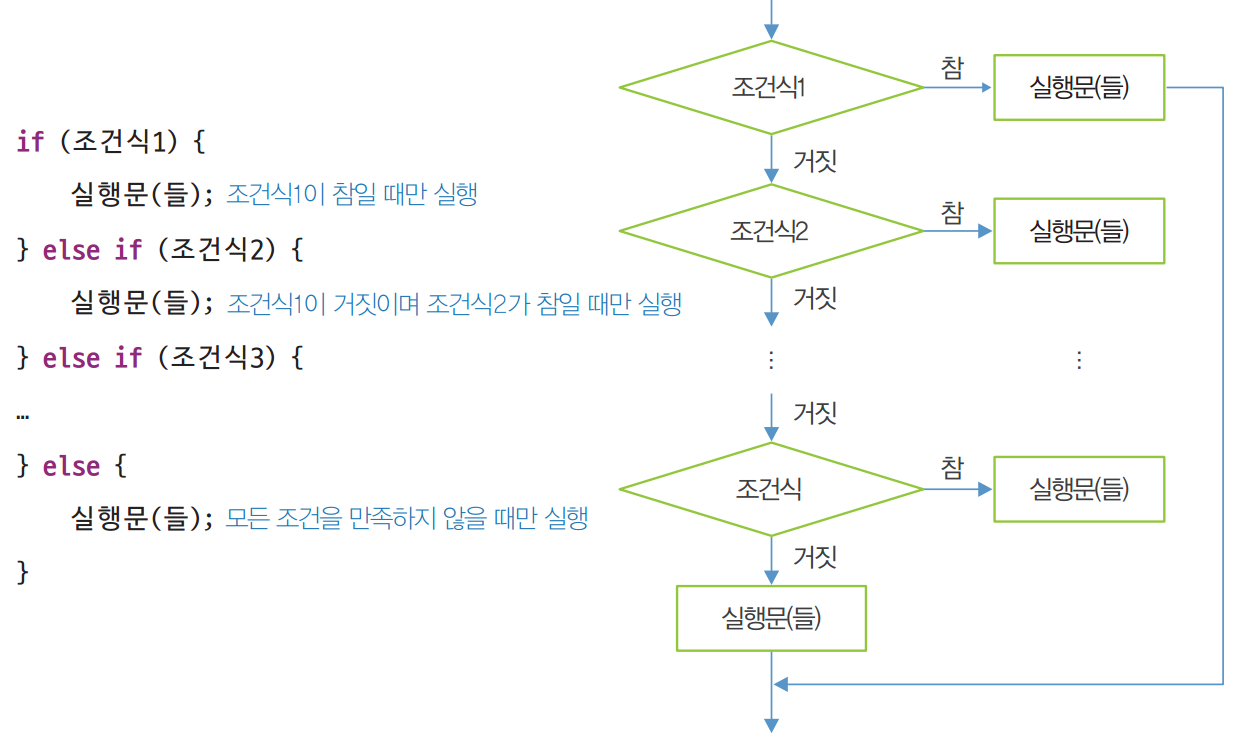 if (조건식1) {
실행문(들); 조건식1이 참일 때만 실행
} else if (조건식2) {
실행문(들); 조건식1이 거짓이며 조건식2가 참일 때만 실행
} else if (조건식3) {
…
} else {
실행문(들); 모든 조건을 만족하지 않을 때만 실행
}
조건식1
참
실행문(들)
거짓
조건식2
참
실행문(들)
거짓
⋮
⋮
거짓
조건식
참
실행문(들)
거짓
실행문(들)